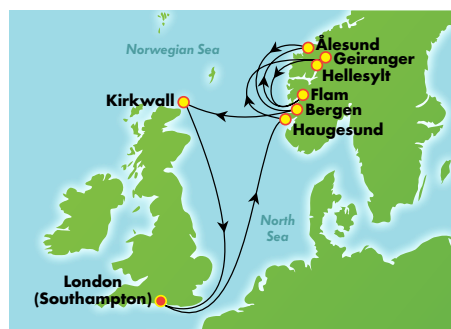 Norwegian Sea
Ålesund
Geiranger
Hellesylt
Flam
Bergen
Haugesund
Kirkwall
North
Sea
London
(Southampton)